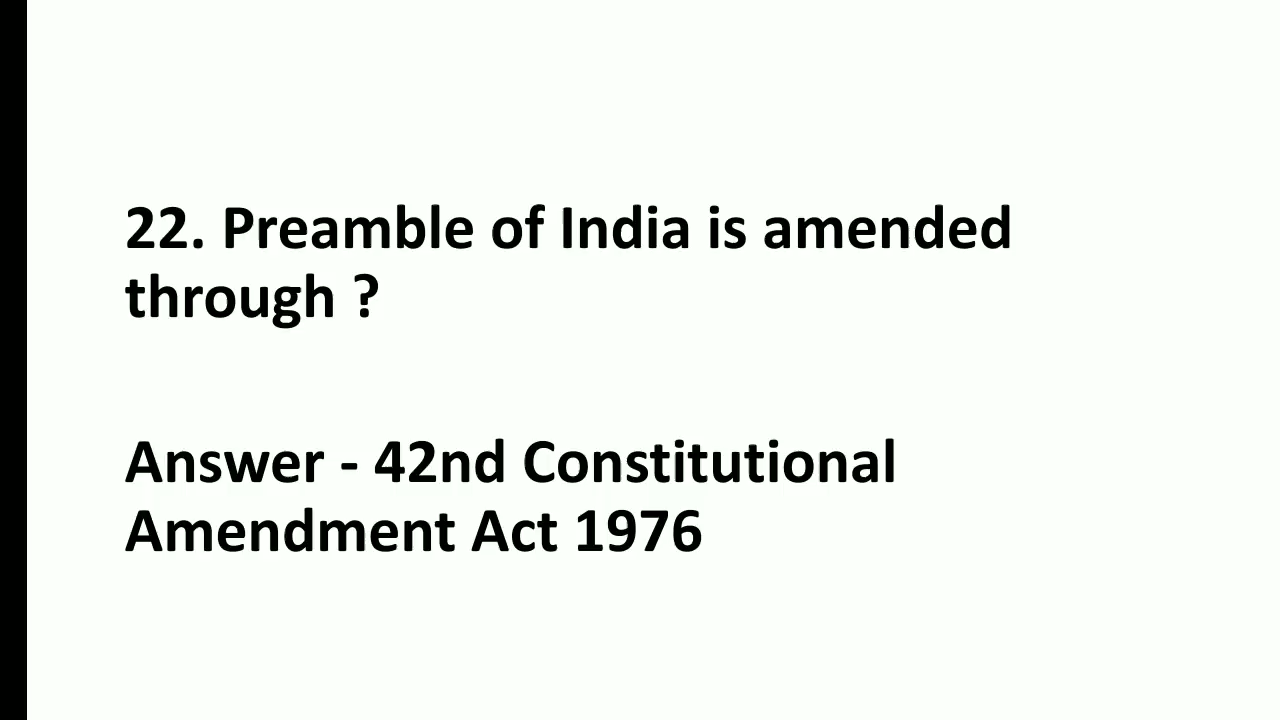 22. Preamble of India is amended
through ?
Answer - 42nd Constitutional
Amendment Act 1976